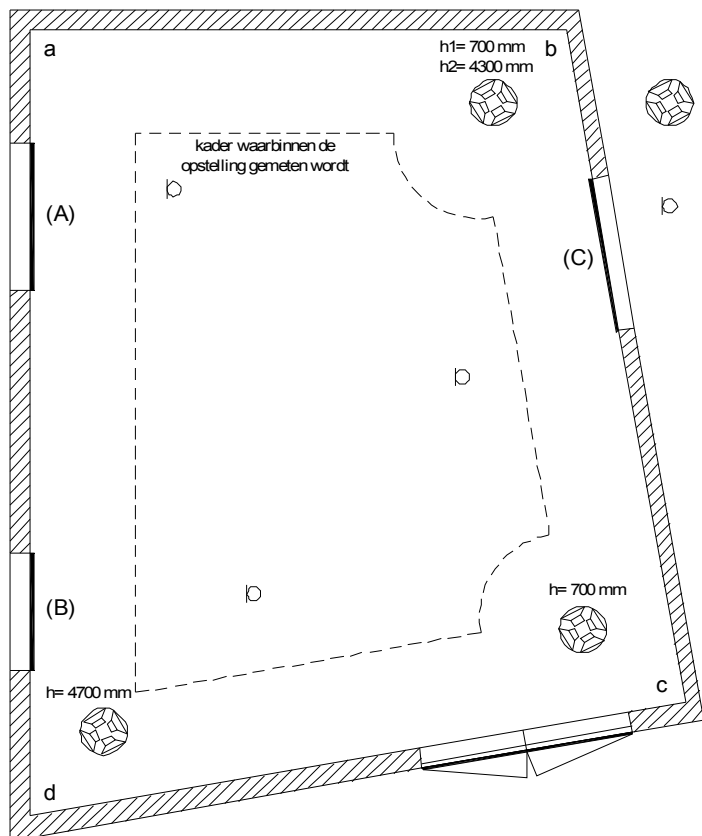 a
h1= 700 mm
h2= 4300 mm
b
kader waarbinnen de
opstelling gemeten wordt
(A)
(C)
(B)
h= 700 mm
h= 4700 mm
c
d